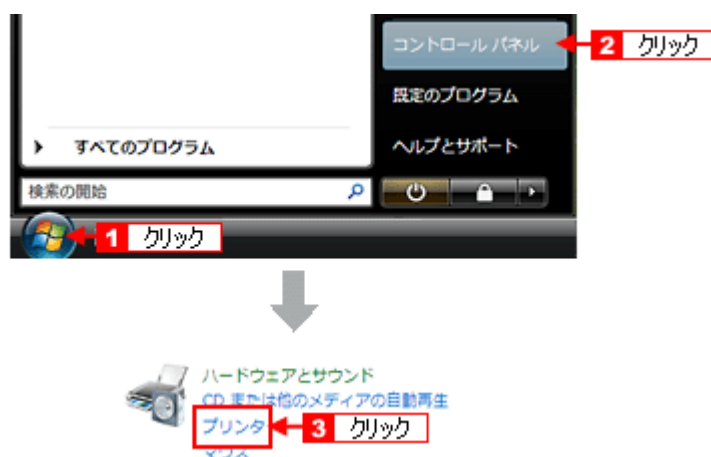 コントロール パネル
2 クリック
既定のプログラム
すべてのプログラム
ヘルプとサポート
検索の開始
1 クリック
ハードウェアとサウンド
CD または他のメディアの自動再生
プリンタ
3 クリック
マウス